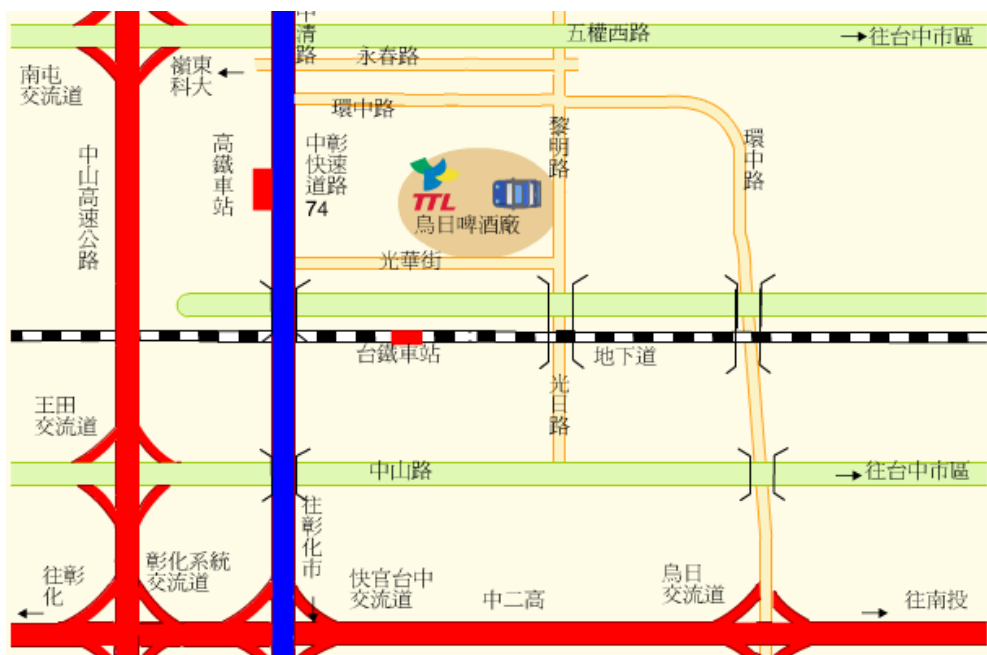 中清路
五權西路
往台中市區
永春路
嶺東
科大
南屯
交流道
環中路
黎明路
環中路
中山高速公路
高鐵車站
中彰
快速
道路
74
TTL
烏日啤酒廠
光華街
台鐵車站
地下道
光日路
王田
交流道
中山路
往台中市區
往彰化市
彰化系統
交流道
往彰
化
快官台中
交流道
中二高
烏日
交流道
往南投